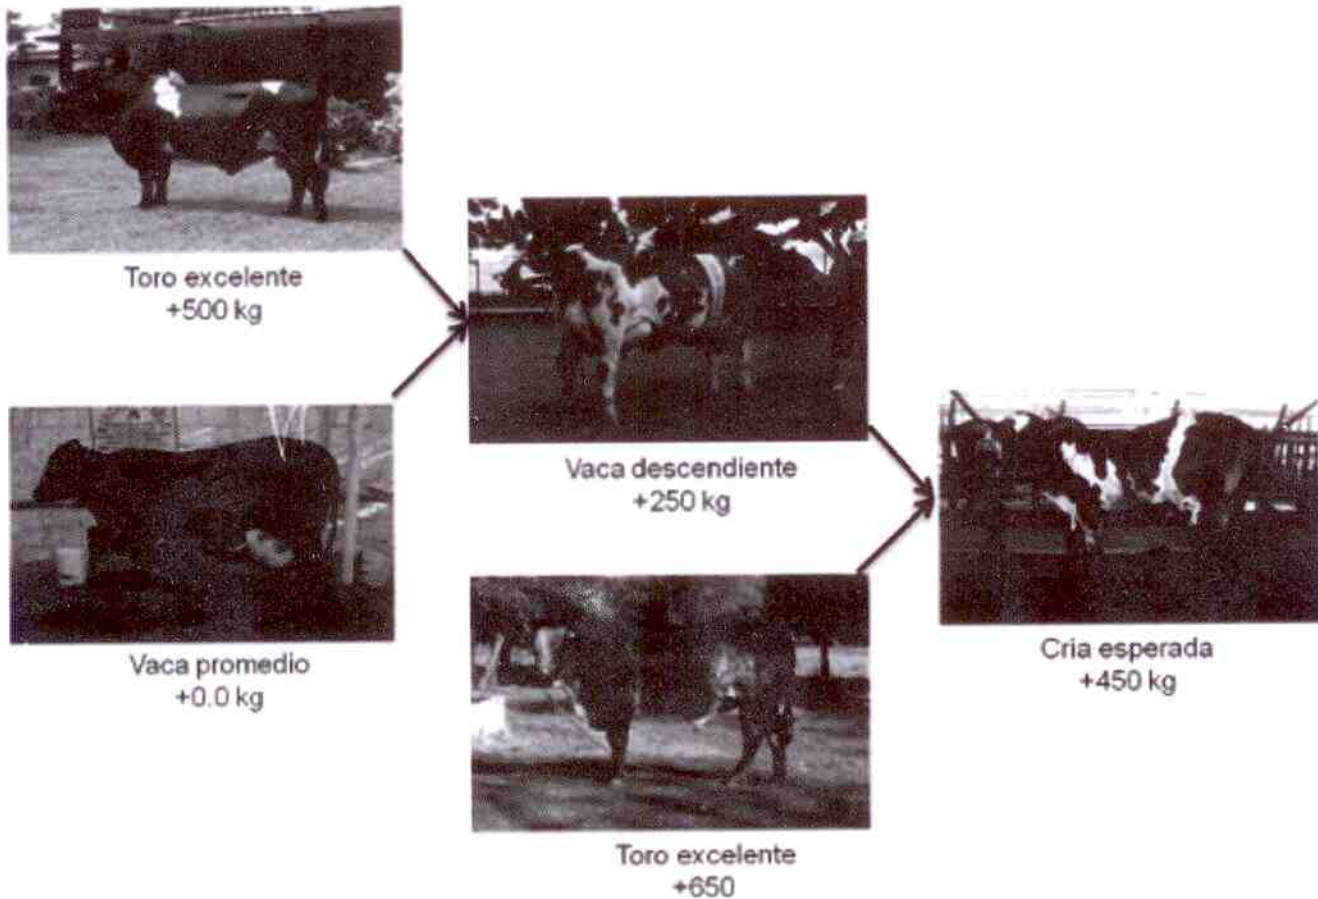 Toro excelente
+500 kg
Vaca promedio
+0.0 kg
Vaca descendiente
+250 kg
Toro excelente
+650
Cria esperada
+450 kg